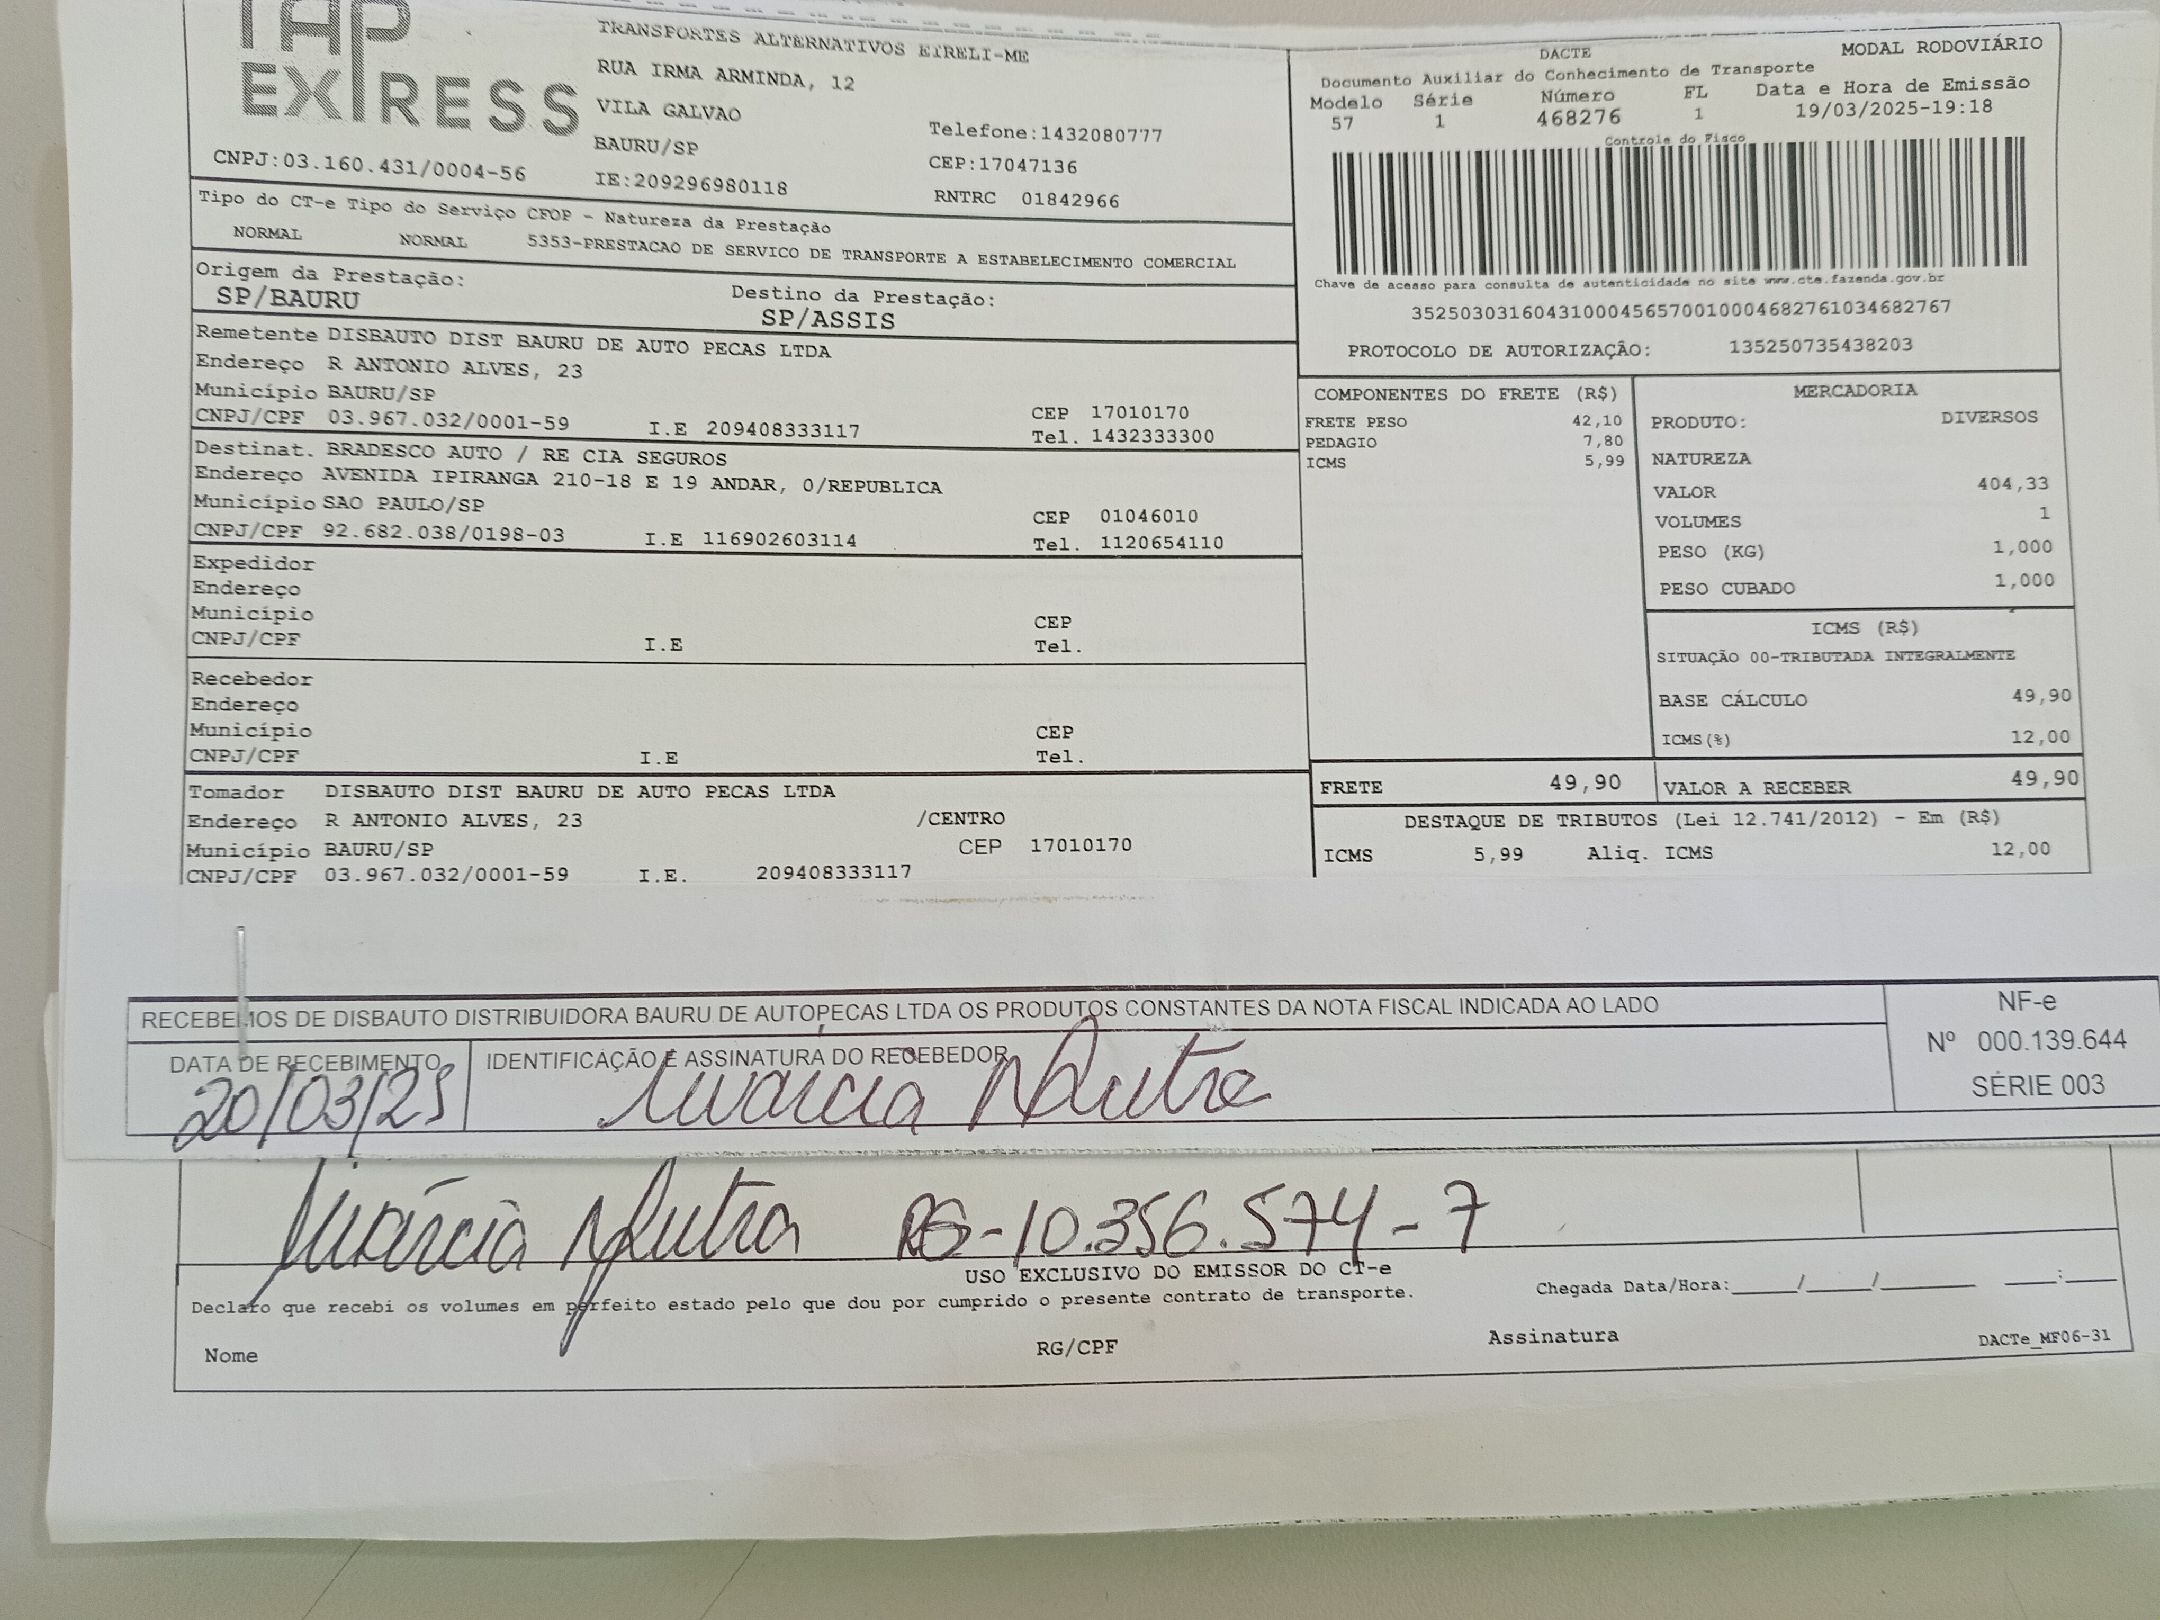 TAP
EXPRESS
CNPJ:03.160.431/0004-56
TRANSPORTES ALTERNATIVOS EIRELI-ME
RUA IRMA ARMINDA, 12
VILA GALVAO
BAURU/SP
IE:209296980118
Telefone:1432080777
CEP:17047136
RNTRC 01842966
DACTE MODAL RODOVIÁRIO
Documento Auxiliar do Conhecimento de Transporte
Modelo Série Número FL Data e Hora de Emissão
57 1 468276 1 19/03/2025-19:18
Controle do Fisco
Chave de acesso para consulta de autenticidade no site www.cte.fazenda.gov.br
35250303160431000456570010004682761034682767
PROTOCOLO DE AUTORIZAÇÃO: 135250735438203
Tipo do CT-e Tipo do Serviço CFOP - Natureza da Prestação
NORMAL NORMAL 5353-PRESTACAO DE SERVICO DE TRANSPORTE A ESTABELECIMENTO COMERCIAL
Origem da Prestação: Destino da Prestação:
SP/BAURU SP/ASSIS
Remetente DISBAUTO DIST BAURU DE AUTO PECAS LTDA
Endereço R ANTONIO ALVES, 23
Município BAURU/SP CEP 17010170
CNPJ/CPF 03.967.032/0001-59 I.E 209408333117 Tel. 1432333300
Destinat. BRADESCO AUTO / RE CIA SEGUROS
Endereço AVENIDA IPIRANGA 210-18 E 19 ANDAR, 0/REPUBLICA
Município SAO PAULO/SP CEP 01046010
CNPJ/CPF 92.682.038/0198-03 I.E 116902603114 Tel. 1120654110
Expedidor
Endereço
Município CEP
CNPJ/CPF I.E Tel.
Recebedor
Endereço
Município CEP
CNPJ/CPF I.E Tel.
Tomador DISBAUTO DIST BAURU DE AUTO PECAS LTDA
Endereço R ANTONIO ALVES, 23 /CENTRO
Município BAURU/SP CEP 17010170
CNPJ/CPF 03.967.032/0001-59 I.E. 209408333117
COMPONENTES DO FRETE (R$)
FRETE PESO 42,10
PEDAGIO 7,80
ICMS 5,99
MERCADORIA
PRODUTO: DIVERSOS
NATUREZA
VALOR 404,33
VOLUMES 1
PESO (KG) 1,000
PESO CUBADO 1,000
ICMS (R$)
SITUAÇÃO 00-TRIBUTADA INTEGRALMENTE
BASE CÁLCULO 49,90
ICMS(%) 12,00
FRETE 49,90 VALOR A RECEBER 49,90
DESTAQUE DE TRIBUTOS (Lei 12.741/2012) - Em (R$)
ICMS 5,99 Aliq. ICMS 12,00
RECEBEMOS DE DISBAUTO DISTRIBUIDORA BAURU DE AUTOPECAS LTDA OS PRODUTOS CONSTANTES DA NOTA FISCAL INDICADA AO LADO
DATA DE RECEBIMENTO IDENTIFICAÇÃO E ASSINATURA DO RECEBEDOR
20/03/25 Márcia Dutra
NF-e
Nº 000.139.644
SÉRIE 003
Márcia Dutra RG-10.356.574-7
USO EXCLUSIVO DO EMISSOR DO CT-e
Declaro que recebi os volumes em perfeito estado pelo que dou por cumprido o presente contrato de transporte. Chegada Data/Hora:____/____/____ ___:___
Nome RG/CPF Assinatura DACTe_MF06-31